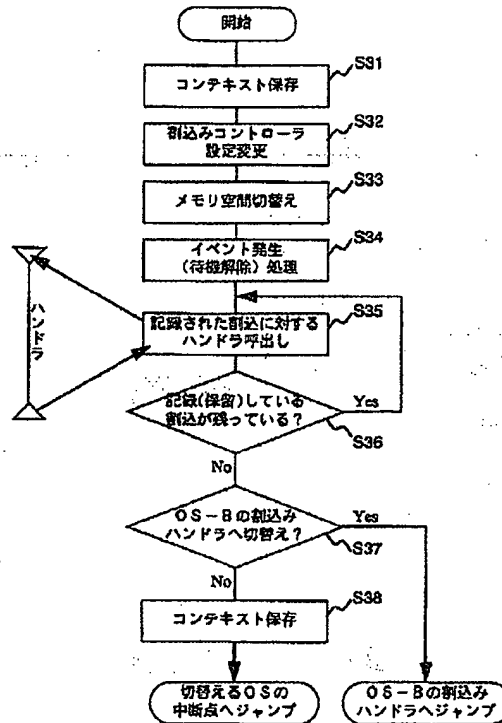 開始
S31
コンテキスト保存
S32
割込みコントローラ
設定変更
S33
メモリ空間切替え
S34
イベント発生
(待機解除)処理
S35
記録された割込に対する
ハンドラ呼出し
ハンドラ
記録(保留)している
割込が残っている?
Yes
S36
No
OS-Bの割込み
ハンドラへ切替え?
Yes
S37
No
S38
コンテキスト保存
切替えるOSの
中断点へジャンプ
OS-Bの割込み
ハンドラへジャンプ